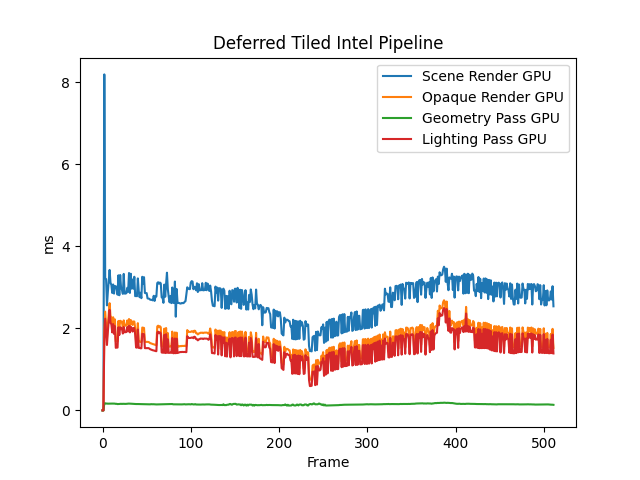 Deferred Tiled Intel Pipeline
Scene Render GPU
Opaque Render GPU
Geometry Pass GPU
Lighting Pass GPU
8
6
4
2
0
ms
0 100 200 300 400 500
Frame